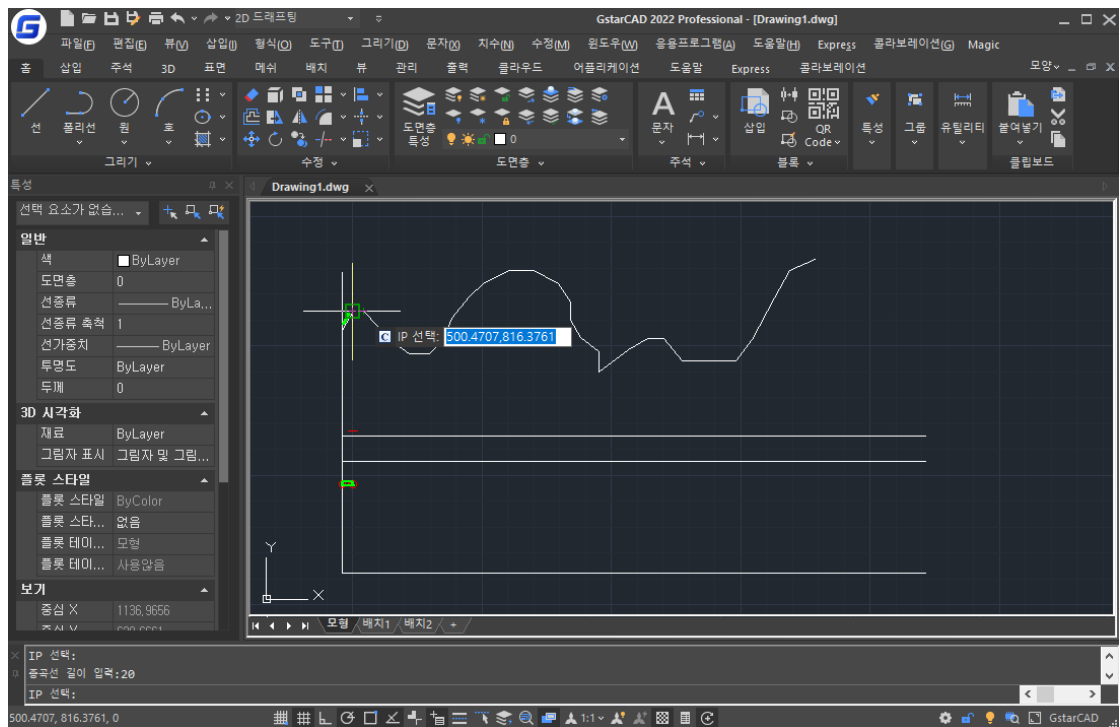 2D 드래프팅
GstarCAD 2022 Professional - [Drawing1.dwg]
파일(F) 편집(E) 뷰(V) 삽입(I) 형식(O) 도구(T) 그리기(D) 문자(X) 치수(N) 수정(M) 윈도우(W) 응용프로그램(A) 도움말(H) Express 콜라보레이션(G) Magic
홈 삽입 주석 3D 표면 메쉬 배치 뷰 관리 출력 클라우드 어플리케이션 도움말 Express 콜라보레이션 모양
선 폴리선 원 호 도면층 특성 0 문자 삽입 QR Code 특성 그룹 유틸리티 붙여넣기
그리기 수정 도면층 주석 블록 클립보드
특성
Drawing1.dwg
선택 요소가 없습...
일반
색 ByLayer
도면층 0
선종류 ByLa...
선종류 축척 1
선가중치 ByLayer
투명도 ByLayer
두께 0
3D 시각화
재료 ByLayer
그림자 표시 그림자 및 그림...
플롯 스타일
플롯 스타일 ByColor
플롯 스타... 없음
플롯 테이... 모형
플롯 테이... 사용않음
보기
중심 X 1136,9656
IP 선택: 500.4707,816.3761
Y
X
모형 배치1 배치2 +
IP 선택:
종곡선 길이 입력:20
IP 선택:
500.4707, 816.3761, 0
1:1
GstarCAD